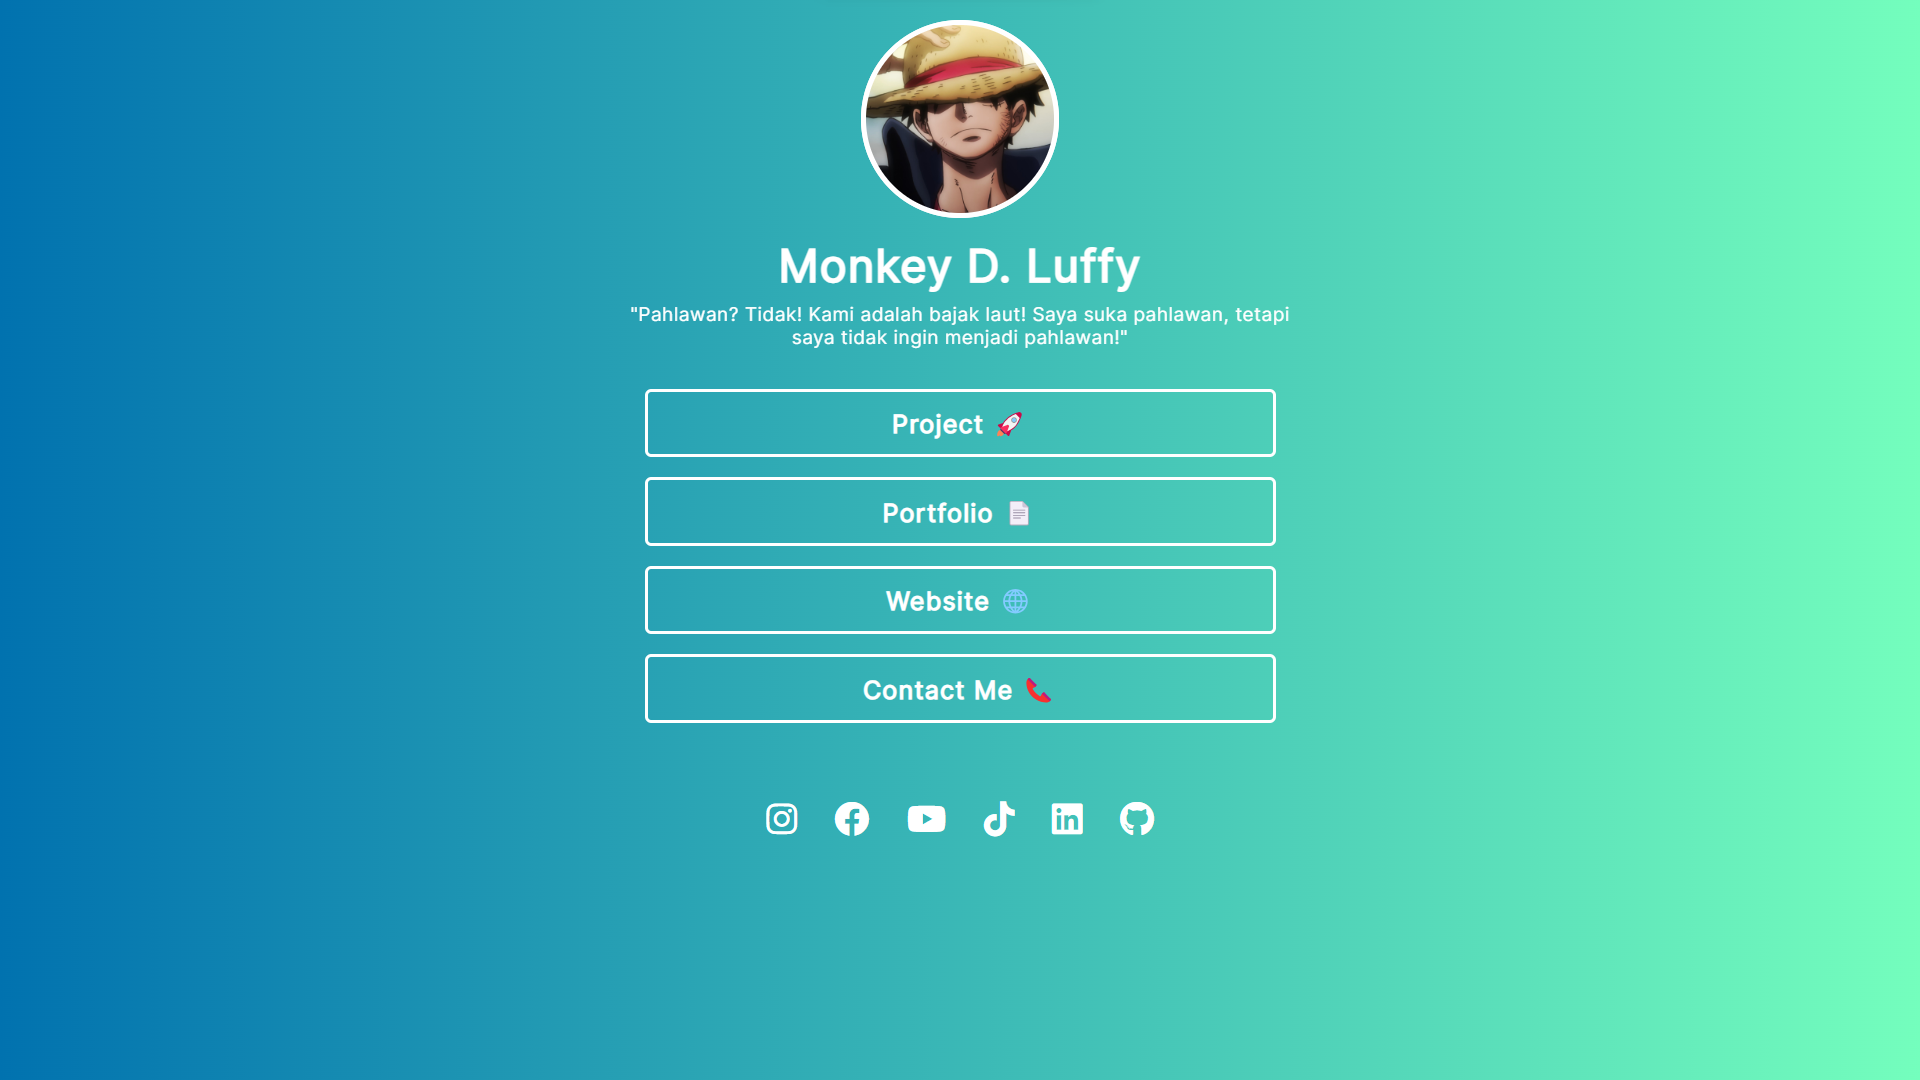 Monkey D. Luffy
"Pahlawan? Tidak! Kami adalah bajak laut! Saya suka pahlawan, tetapi
saya tidak ingin menjadi pahlawan!"
Project 🚀
Portfolio 📄
Website 🌐
Contact Me 📞